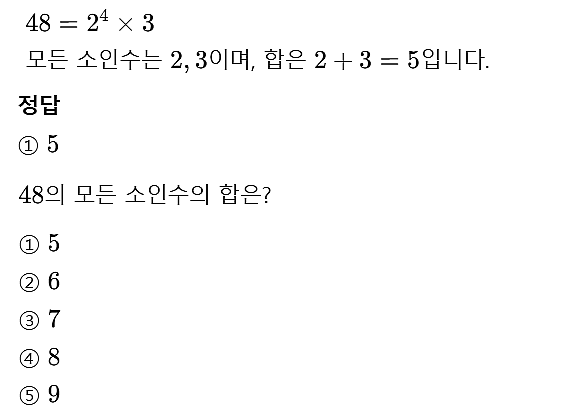 48 = 2⁴ × 3
모든 소인수는 2, 3이며, 합은 2 + 3 = 5입니다.
정답
① 5
48의 모든 소인수의 합은?
① 5
② 6
③ 7
④ 8
⑤ 9